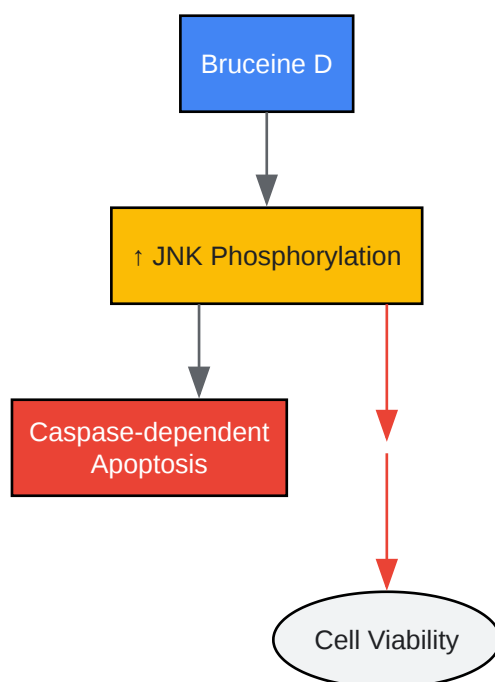 Bruceine D
↑ JNK Phosphorylation
Caspase-dependent
Apoptosis
Cell Viability